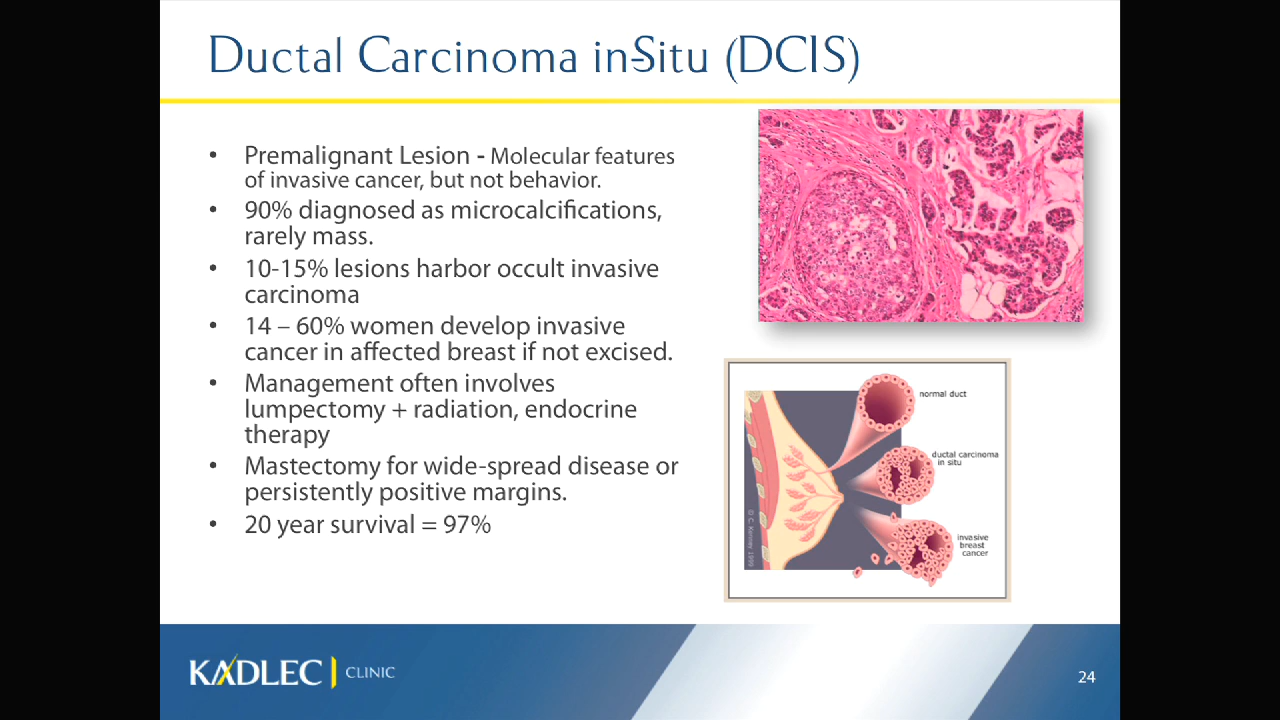 Ductal Carcinoma in-Situ (DCIS)
• Premalignant Lesion - Molecular features
of invasive cancer, but not behavior.
• 90% diagnosed as microcalcifications,
rarely mass.
• 10-15% lesions harbor occult invasive
carcinoma
• 14 – 60% women develop invasive
cancer in affected breast if not excised.
• Management often involves
lumpectomy + radiation, endocrine
therapy
• Mastectomy for wide-spread disease or
persistently positive margins.
• 20 year survival = 97%
normal duct
ductal carcinoma
in situ
invasive
breast
cancer
KADLEC CLINIC
24